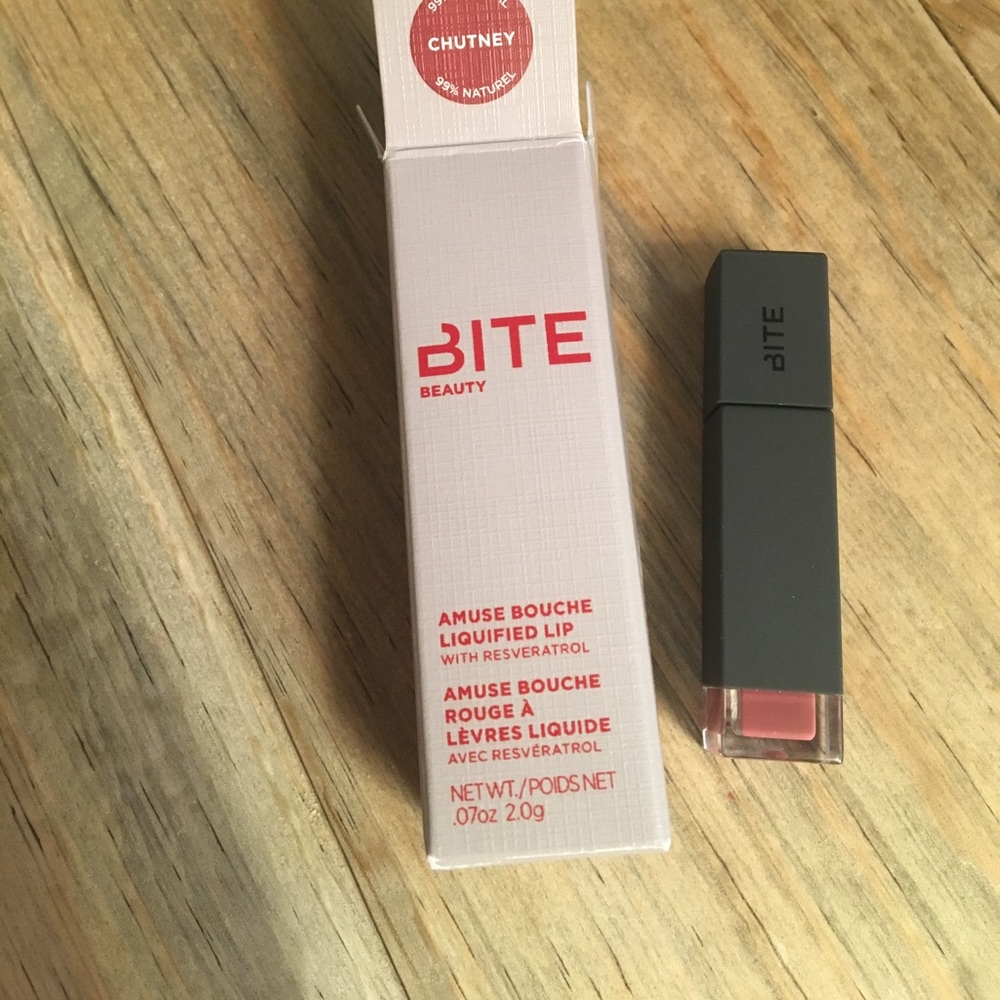 CHUTNEY
99% NATUREL
BITE
BEAUTY
AMUSE BOUCHE
LIQUIFIED LIP
WITH RESVERATROL
AMUSE BOUCHE
ROUGE À
LÈVRES LIQUIDE
AVEC RESVÉRATROL
NET WT./POIDS NET
.07oz 2.0g
BITE